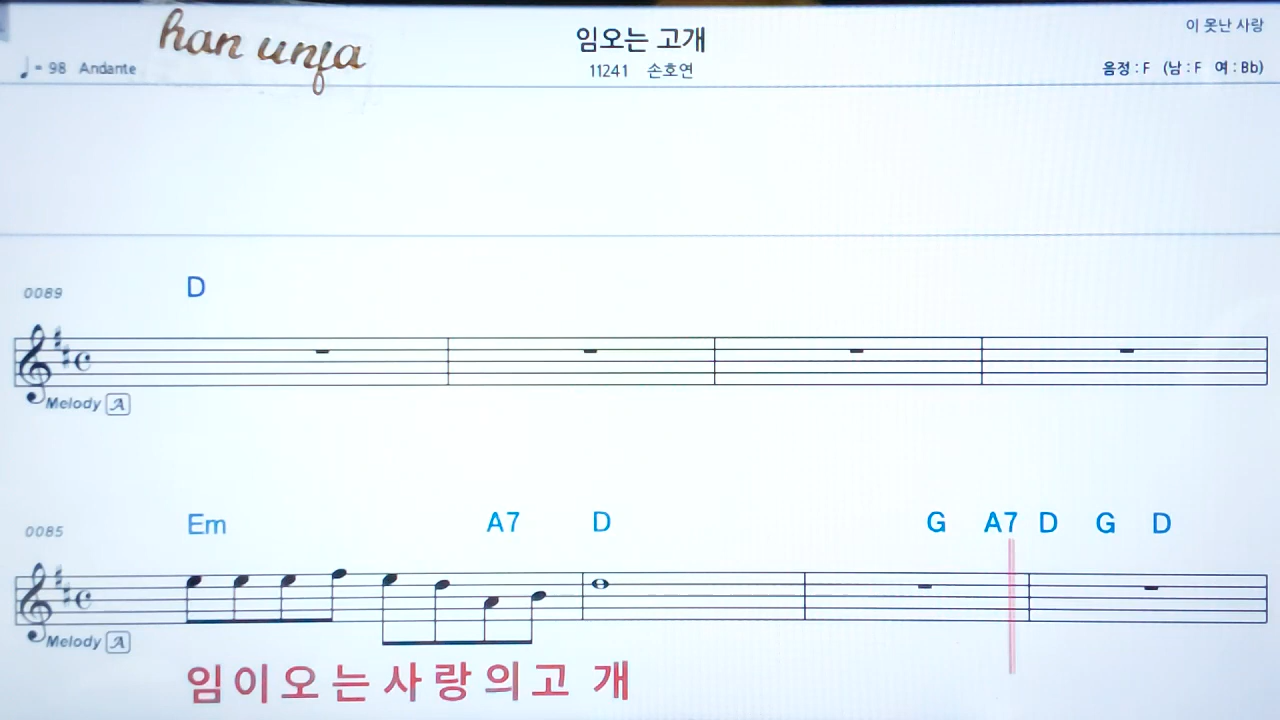 han unfa
임오는 고개
이 못난 사랑
♩= 98 Andante
11241 손호연
음정 : F (남 : F 여 : Bb)
0089
D
Melody A
0085
Em A7 D G A7 D G D
Melody A
임이오는사랑의고 개